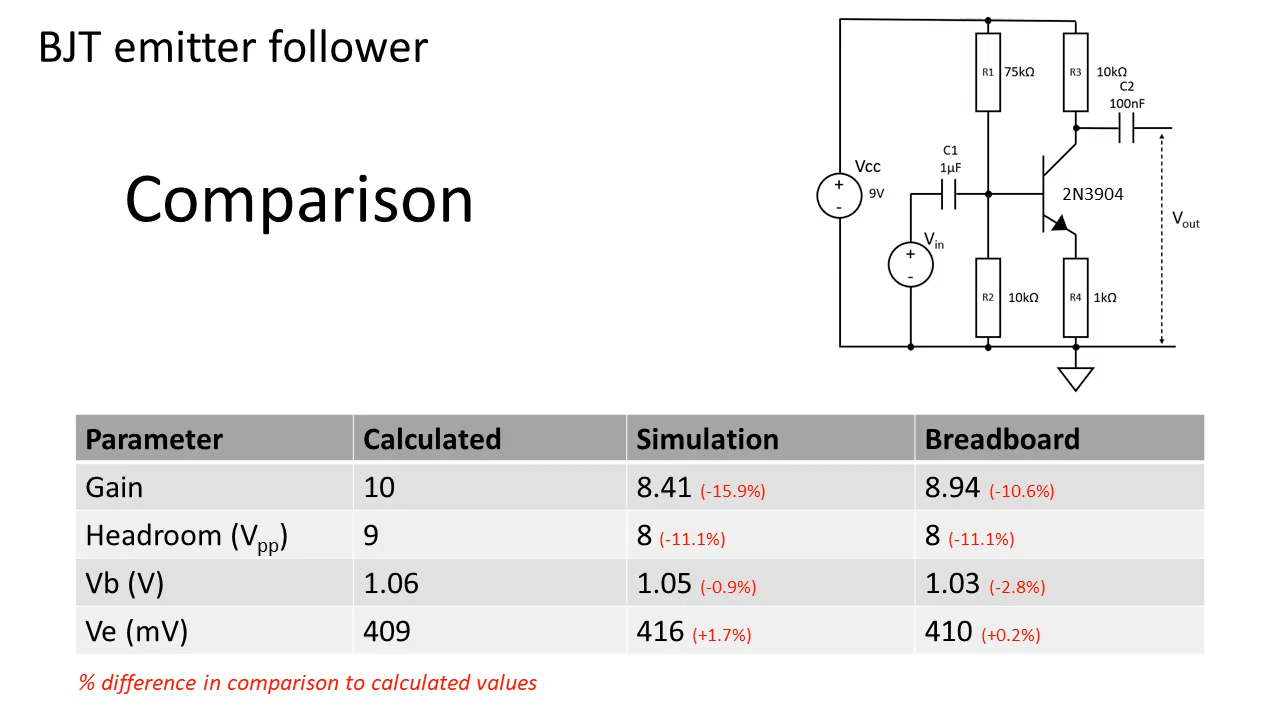 BJT emitter follower
Comparison
R1 75kΩ
R3 10kΩ
C2
100nF
C1
1µF
Vcc
+
-
9V
2N3904
Vin
+
-
Vout
R2 10kΩ
R4 1kΩ
Parameter Calculated Simulation Breadboard
Gain 10 8.41 (-15.9%) 8.94 (-10.6%)
Headroom (Vpp) 9 8 (-11.1%) 8 (-11.1%)
Vb (V) 1.06 1.05 (-0.9%) 1.03 (-2.8%)
Ve (mV) 409 416 (+1.7%) 410 (+0.2%)
% difference in comparison to calculated values